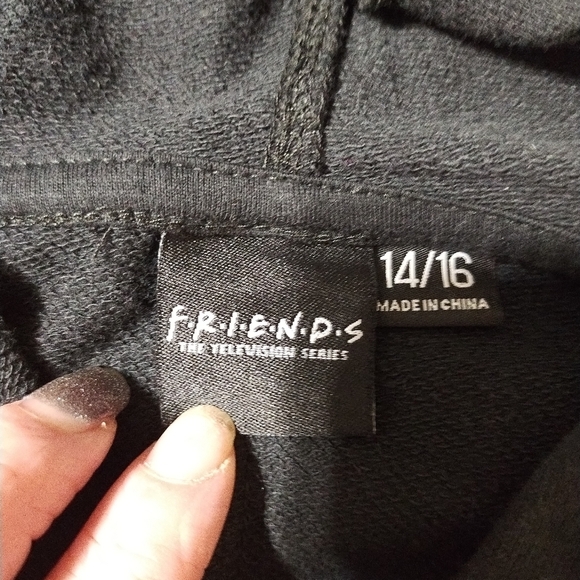 F·R·I·E·N·D·S
THE TELEVISION SERIES
14/16
MADE IN CHINA